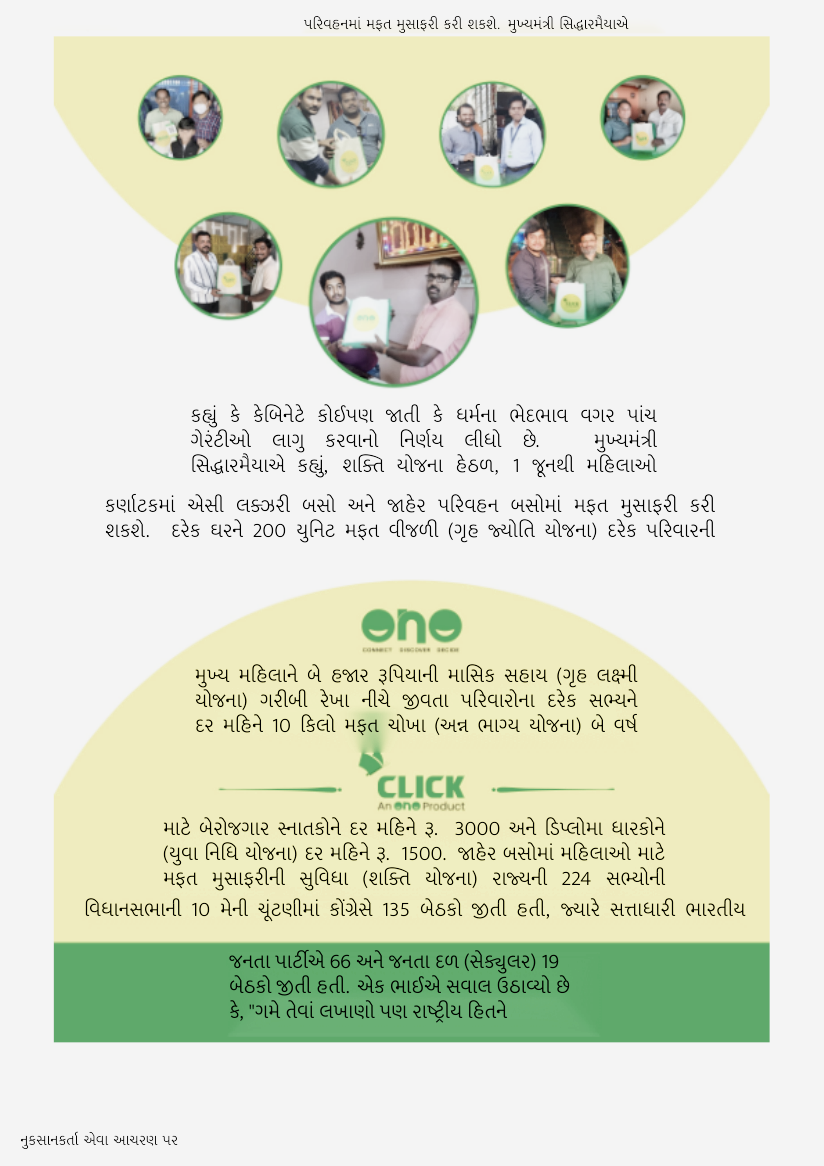 પરિવહનમાં મફત મુસાફરી કરી શકશે. મુખ્યમંત્રી સિદ્ધારમૈયાએ
ono
કહ્યું કે કેબિનેટે કોઈપણ જાતી કે ધર્મના ભેદભાવ વગર પાંચ
ગેરંટીઓ લાગુ કરવાનો નિર્ણય લીધો છે. મુખ્યમંત્રી
સિદ્ધારમૈયાએ કહ્યું, શક્તિ યોજના હેઠળ, 1 જૂનથી મહિલાઓ
કર્ણાટકમાં એસી લક્ઝરી બસો અને જાહેર પરિવહન બસોમાં મફત મુસાફરી કરી
શકશે. દરેક ઘરને 200 યુનિટ મફત વીજળી (ગૃહ જ્યોતિ યોજના) દરેક પરિવારની
ono
CONNECT DISCOVER DECIDE
મુખ્ય મહિલાને બે હજાર રૂપિયાની માસિક સહાય (ગૃહ લક્ષ્મી
યોજના) ગરીબી રેખા નીચે જીવતા પરિવારોના દરેક સભ્યને
દર મહિને 10 કિલો મફત ચોખા (અન્ન ભાગ્ય યોજના) બે વર્ષ
CLICK
An ono Product
માટે બેરોજગાર સ્નાતકોને દર મહિને રૂ. 3000 અને ડિપ્લોમા ધારકોને
(યુવા નિધિ યોજના) દર મહિને રૂ. 1500. જાહેર બસોમાં મહિલાઓ માટે
મફત મુસાફરીની સુવિધા (શક્તિ યોજના) રાજ્યની 224 સભ્યોની
વિધાનસભાની 10 મેની ચૂંટણીમાં કોંગ્રેસે 135 બેઠકો જીતી હતી, જ્યારે સત્તાધારી ભારતીય
જનતા પાર્ટીએ 66 અને જનતા દળ (સેક્યુલર) 19
બેઠકો જીતી હતી. એક ભાઈએ સવાલ ઉઠાવ્યો છે
કે, "ગમે તેવાં લખાણો પણ રાષ્ટ્રીય હિતને
નુકસાનકર્તા એવા આચરણ પર